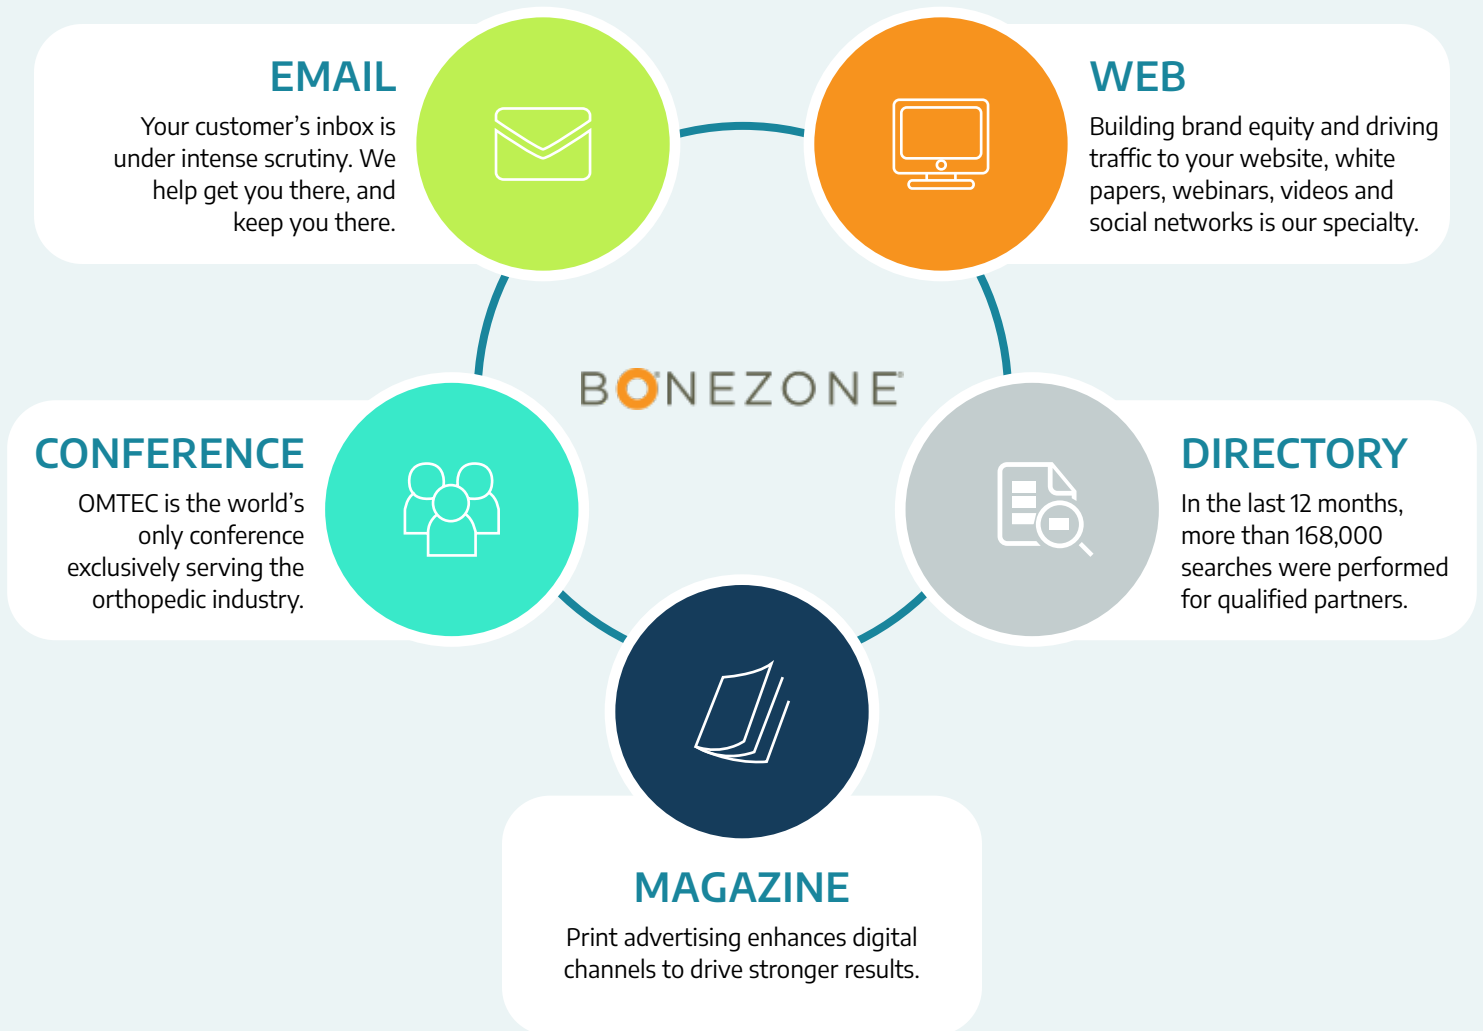 EMAIL
Your customer’s inbox is
under intense scrutiny. We
help get you there, and
keep you there.
WEB
Building brand equity and driving
traffic to your website, white
papers, webinars, videos and
social networks is our specialty.
BONEZONE®
CONFERENCE
OMTEC is the world’s
only conference
exclusively serving the
orthopedic industry.
DIRECTORY
In the last 12 months,
more than 168,000
searches were performed
for qualified partners.
MAGAZINE
Print advertising enhances digital
channels to drive stronger results.